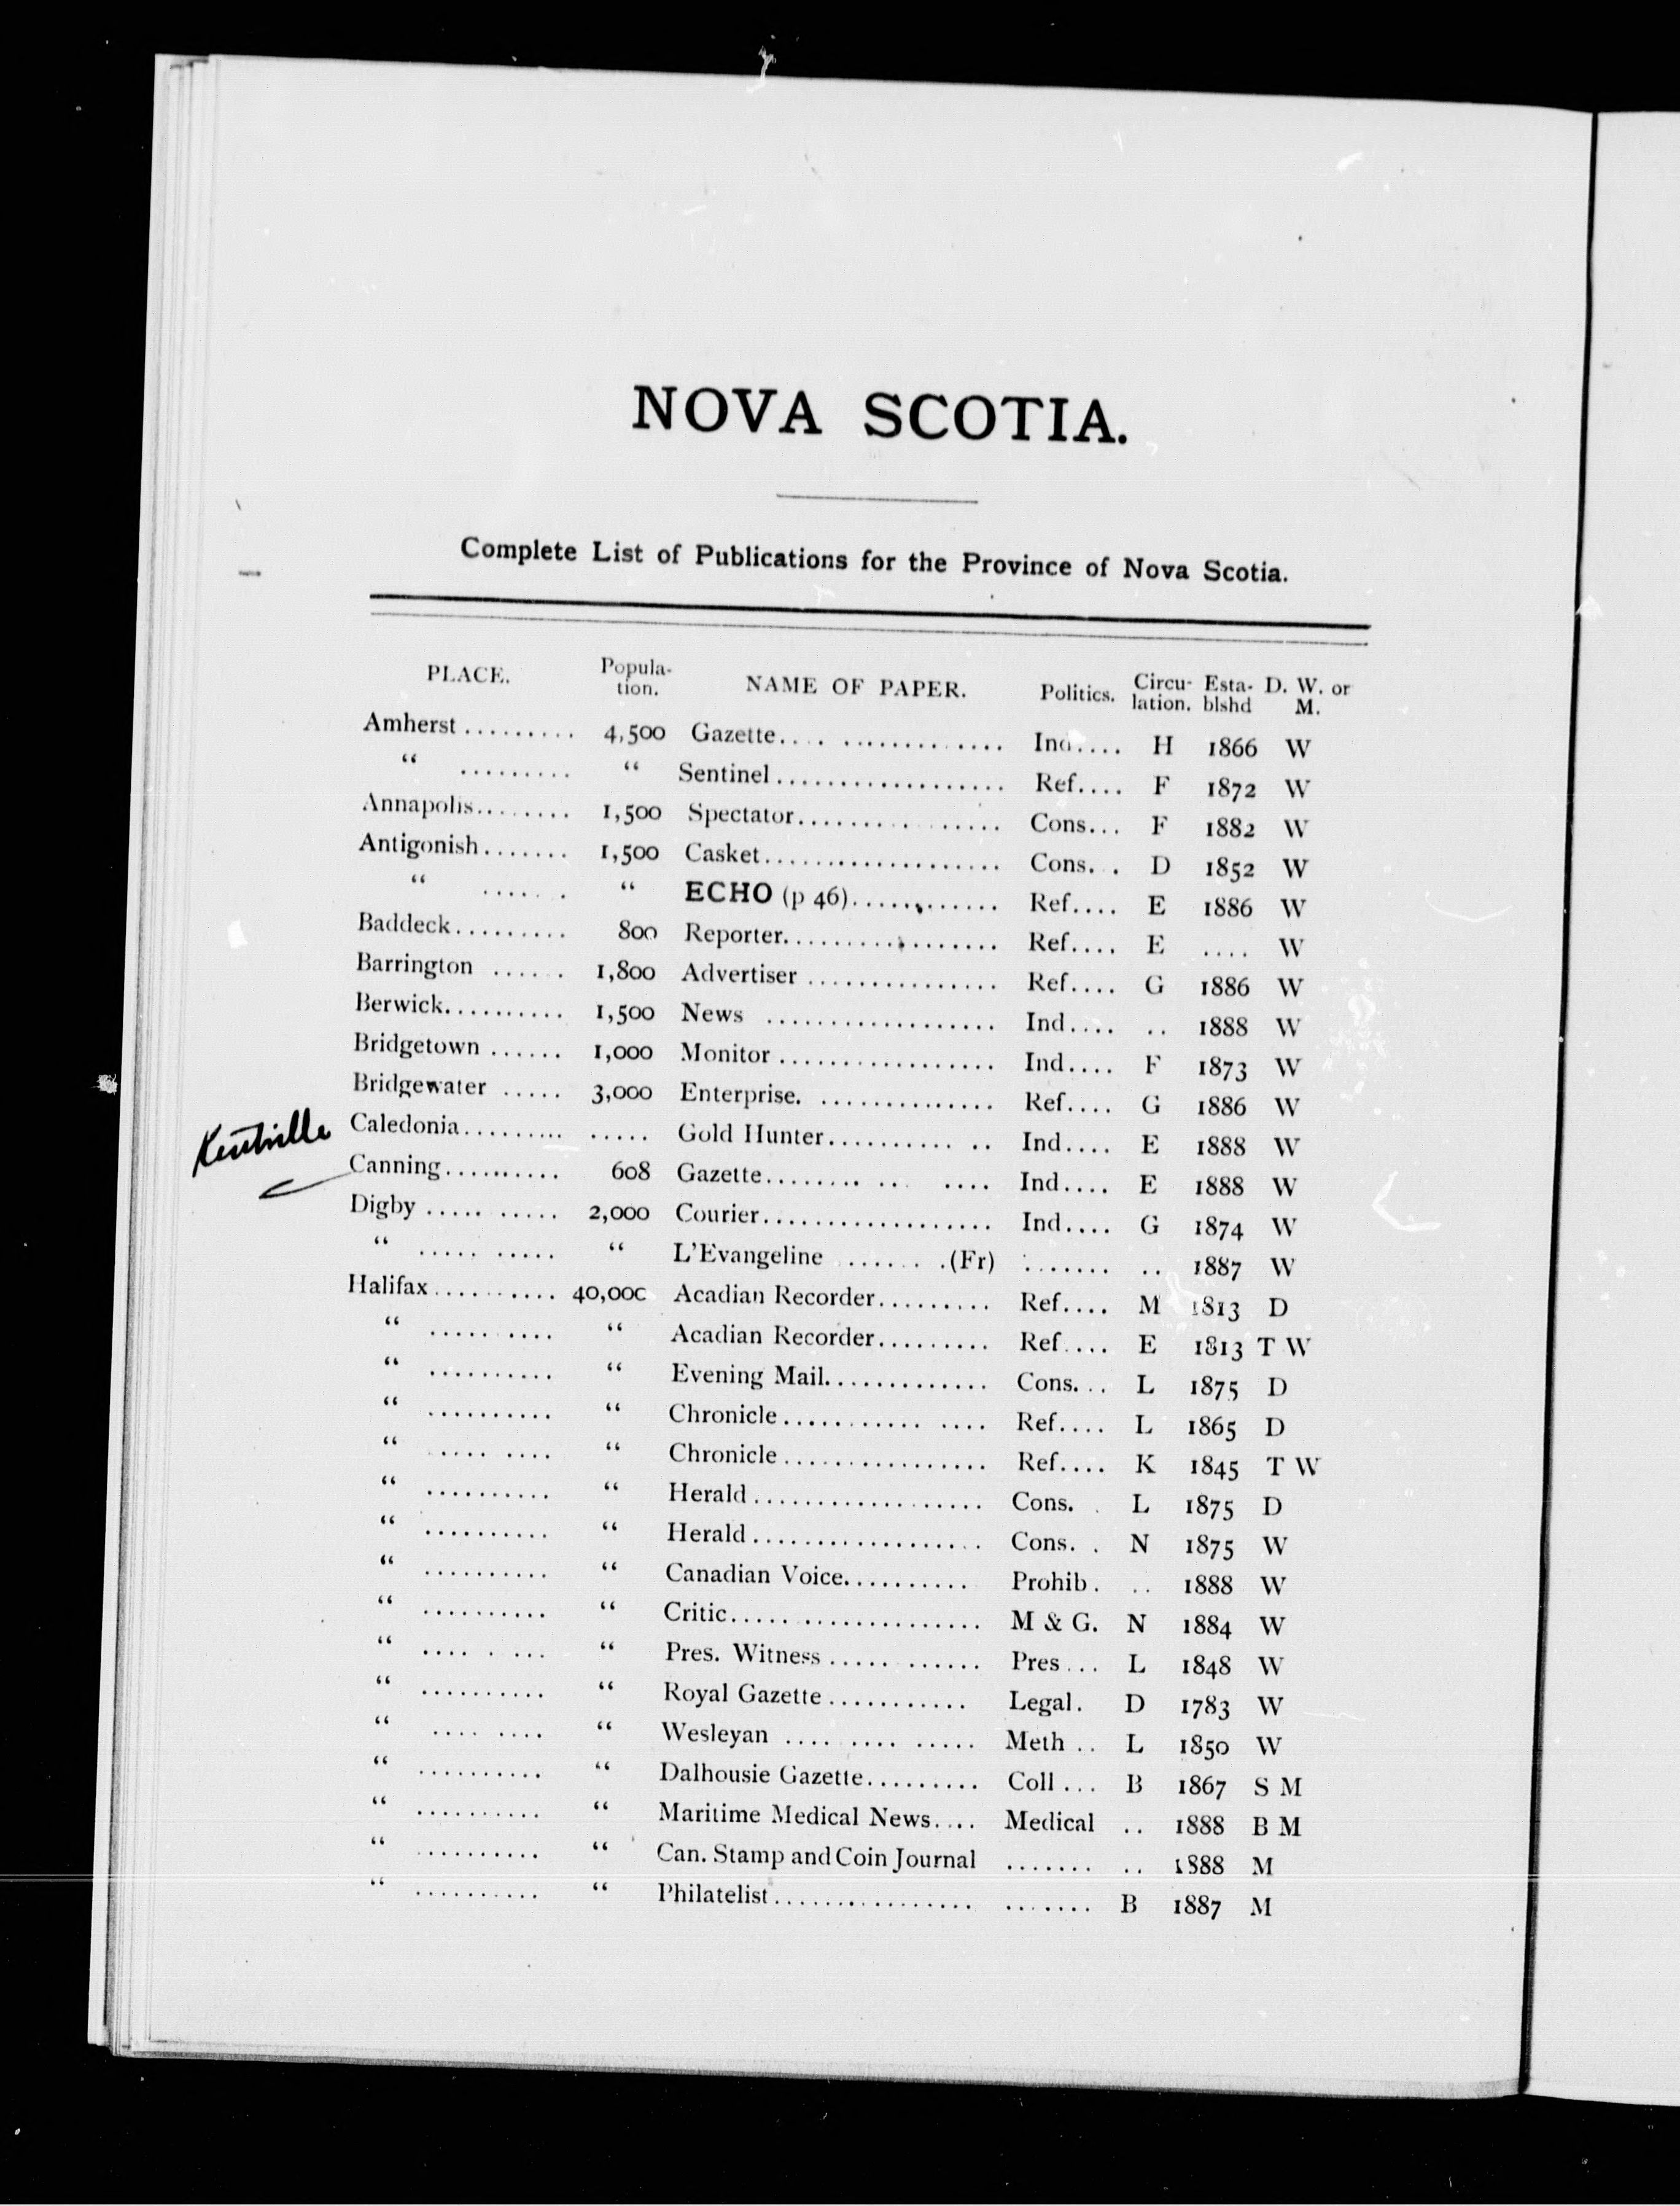 NOVA SCOTIA.
Complete List of Publications for the Province of Nova Scotia.
PLACE. Popula-tion. NAME OF PAPER. Politics. Circu-lation. Esta-blshd D. W. or M.
Amherst ......... 4,500 Gazette.... .............. Ind.... H 1866 W
“ ......... “ Sentinel ................... Ref.... F 1872 W
Annapolis........ 1,500 Spectator................. Cons... F 1882 W
Antigonish....... 1,500 Casket.................... Cons. . D 1852 W
“ ...... . “ ECHO (p 46)............. Ref.... E 1886 W
Baddeck......... 800 Reporter.................. Ref.... E .... W
Barrington ...... 1,800 Advertiser ................ Ref.... G 1886 W
Berwick.......... 1,500 News ................... Ind.... .. 1888 W
Bridgetown ...... 1,000 Monitor .................. Ind.... F 1873 W
Bridgewater ..... 3,000 Enterprise. ............... Ref.... G 1886 W
Kentville
Caledonia......... ..... Gold Hunter.......... .. Ind.... E 1888 W
Canning.......... 608 Gazette........ ... .... Ind.... E 1888 W
Digby ..... ..... 2,000 Courier................... Ind.... G 1874 W
“ ..... ..... “ L'Evangeline ...... .(Fr) ........ .. 1887 W
Halifax.......... 40,000 Acadian Recorder......... Ref.... M 1813 D
“ .......... “ Acadian Recorder......... Ref.... E 1813 T W
“ .......... “ Evening Mail............. Cons... L 1875 D
“ .......... “ Chronicle............ .... Ref.... L 1865 D
“ ..... .... “ Chronicle................. Ref.... K 1845 T W
“ .......... “ Herald ................... Cons. . L 1875 D
“ .......... “ Herald ................... Cons. . N 1875 W
“ .......... “ Canadian Voice.......... Prohib. .. 1888 W
“ .......... “ Critic..... ............... M & G. N 1884 W
“ .... . ... “ Pres. Witness ..... ...... Pres ... L 1848 W
“ .......... “ Royal Gazette............ Legal. D 1783 W
“ .... .... “ Wesleyan .... .... ..... Meth .. L 1850 W
“ .......... “ Dalhousie Gazette......... Coll ... B 1867 S M
“ .......... “ Maritime Medical News.... Medical .. 1888 B M
“ .......... “ Can. Stamp and Coin Journal ....... .. 1888 M
“ .......... “ Philatelist................. ....... B 1887 M